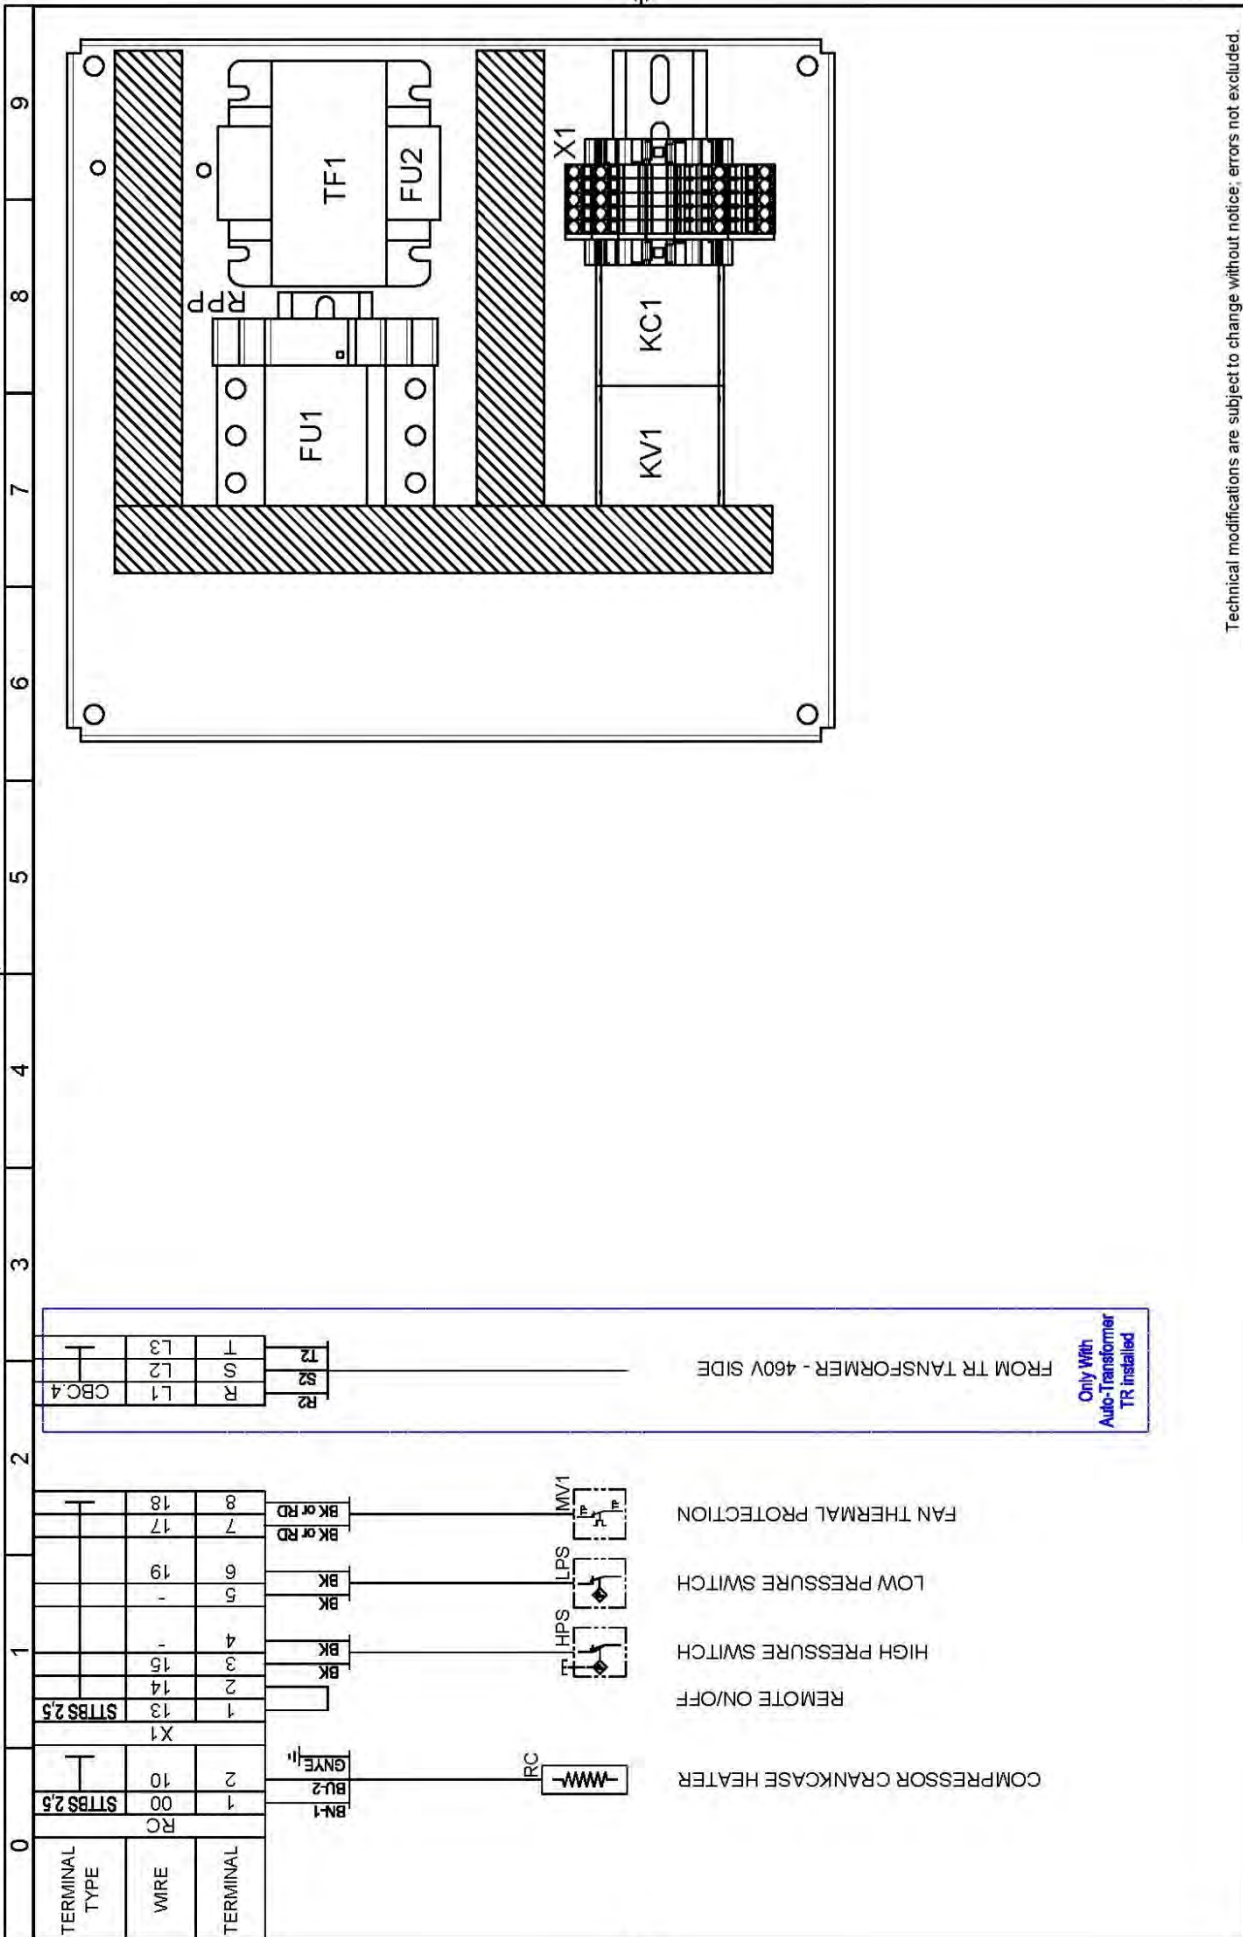 0
1
2
3
4
5
6
7
8
9
TERMINAL
TYPE
WIRE
TERMINAL
RC
STTBS 2,5
00
10
1
2
BN-1
BU-2
GNYE
RC
COMPRESSOR CRANKCASE HEATER
X1
STTBS 2,5
13
14
15
-
-
19
17
18
1
2
3
4
5
6
7
8
BK
BK
BK
BK
BK or RD
BK or RD
REMOTE ON/OFF
HPS
HIGH PRESSURE SWITCH
LPS
LOW PRESSURE SWITCH
MV1
FAN THERMAL PROTECTION
CBC.4
L1
L2
L3
R
S
T
R2
S2
T2
FROM TR TANSFORMER - 460V SIDE
Only With
Auto-Transformer
TR installed
TF1
FU2
RPP
FU1
X1
KC1
KV1
Technical modifications are subject to change without notice; errors not excluded.